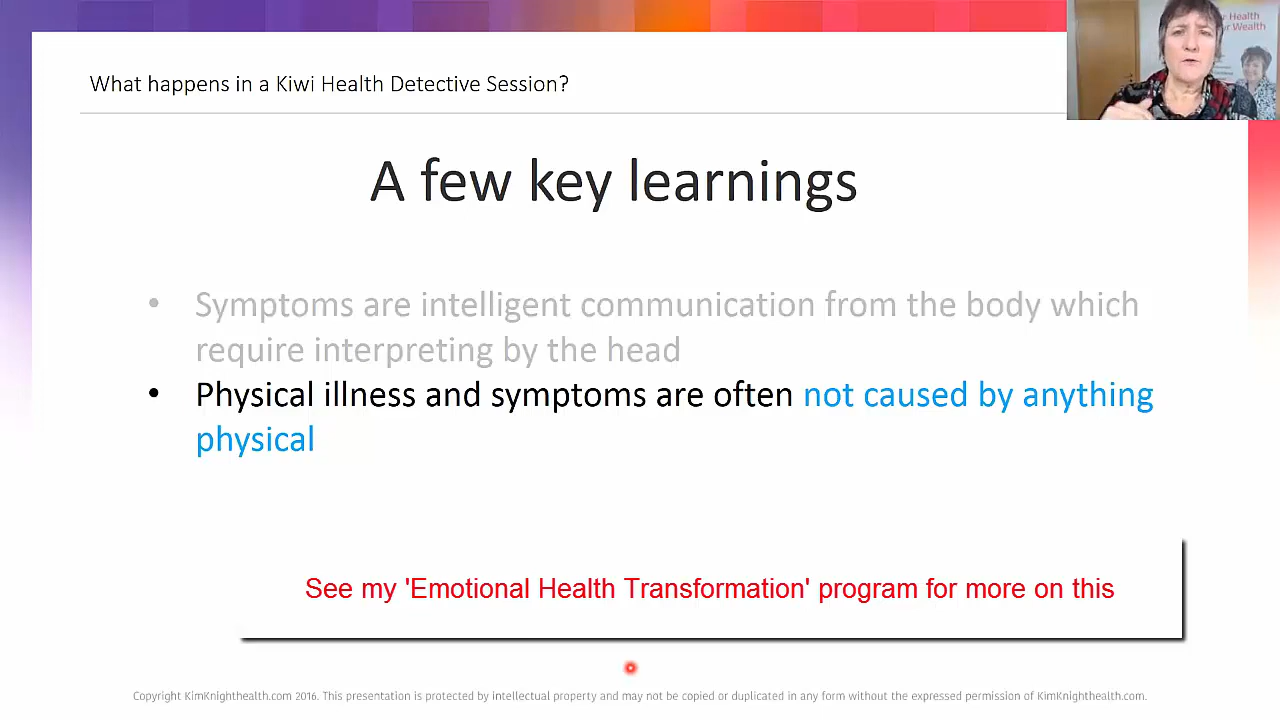 What happens in a Kiwi Health Detective Session?
Health
Wealth
A few key learnings
• Symptoms are intelligent communication from the body which
require interpreting by the head
• Physical illness and symptoms are often not caused by anything
physical
See my 'Emotional Health Transformation' program for more on this
Copyright KimKnighthealth.com 2016. This presentation is protected by intellectual property and may not be copied or duplicated in any form without the expressed permission of KimKnighthealth.com.